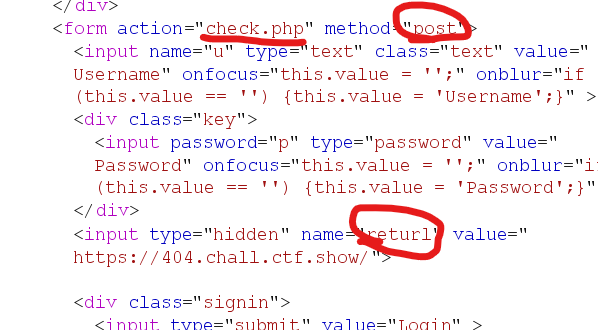 </div>
<form action="check.php" method="post">
<input name="u" type="text" class="text" value="
Username" onfocus="this.value = '';" onblur="if
(this.value == '') {this.value = 'Username';}" >
<div class="key">
<input password="p" type="password" value="
Password" onfocus="this.value = '';" onblur="if
(this.value == '') {this.value = 'Password';}"
</div>
<input type="hidden" name="returl" value="
https://404.chall.ctf.show/">
<div class="signin">
<input type="submit" value="Login" >